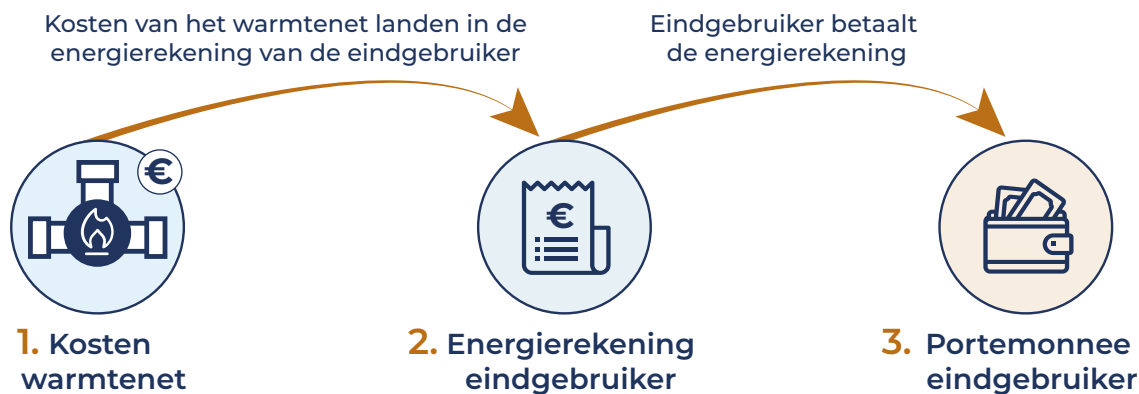 Kosten van het warmtenet landen in de
energierekening van de eindgebruiker
Eindgebruiker betaalt
de energierekening
€
€
1. Kosten
warmtenet
2. Energierekening
eindgebruiker
3. Portemonnee
eindgebruiker